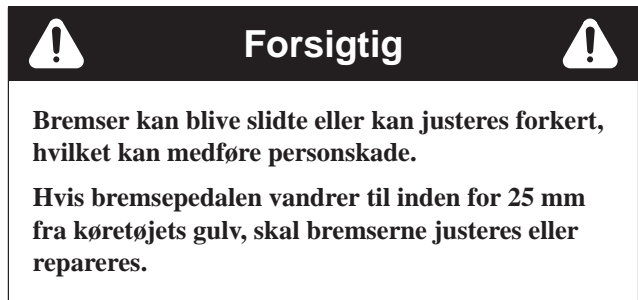 Forsigtig
Bremser kan blive slidte eller kan justeres forkert,
hvilket kan medføre personskade.
Hvis bremsepedalen vandrer til inden for 25 mm
fra køretøjets gulv, skal bremserne justeres eller
repareres.